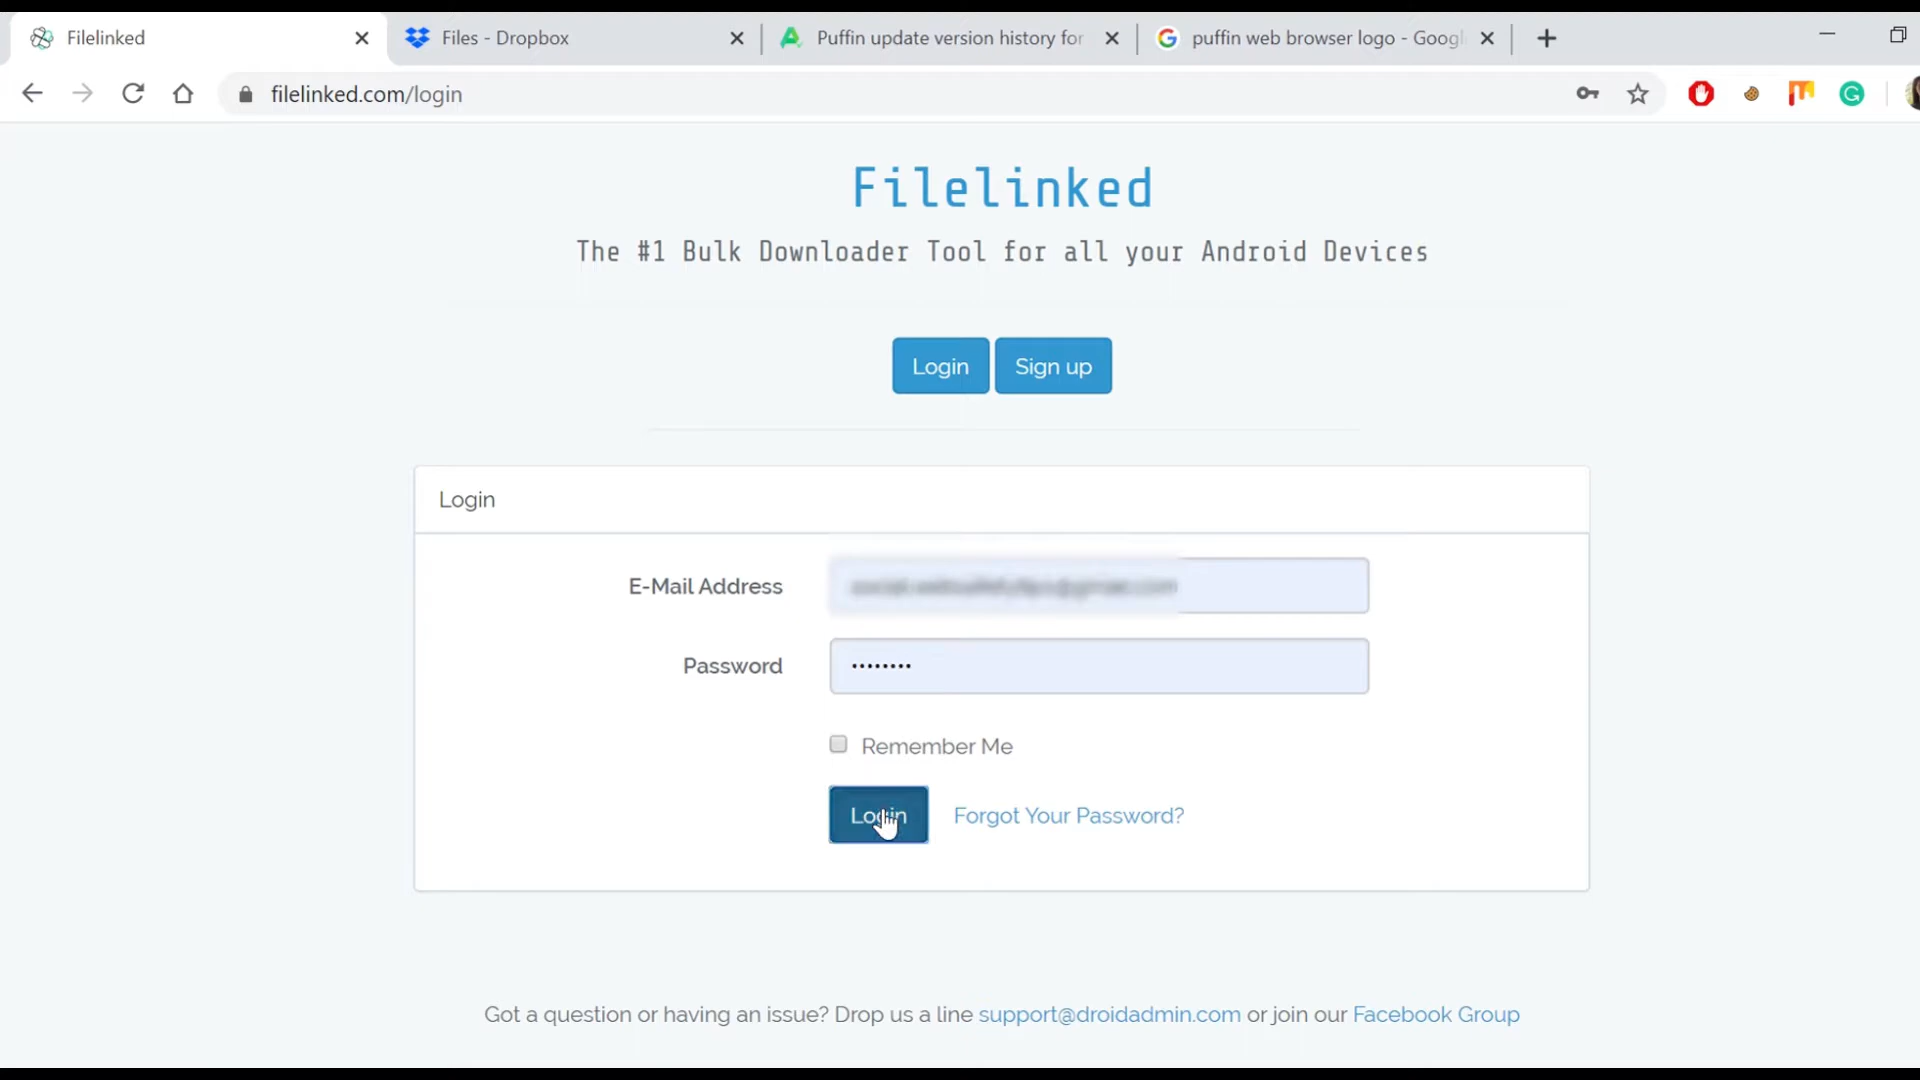 Filelinked
Files - Dropbox
Puffin update version history for
puffin web browser logo - Googl
filelinked.com/login
Filelinked
The #1 Bulk Downloader Tool for all your Android Devices
Login
Sign up
Login
E-Mail Address
Password
Remember Me
Login
Forgot Your Password?
Got a question or having an issue? Drop us a line support@droidadmin.com or join our Facebook Group